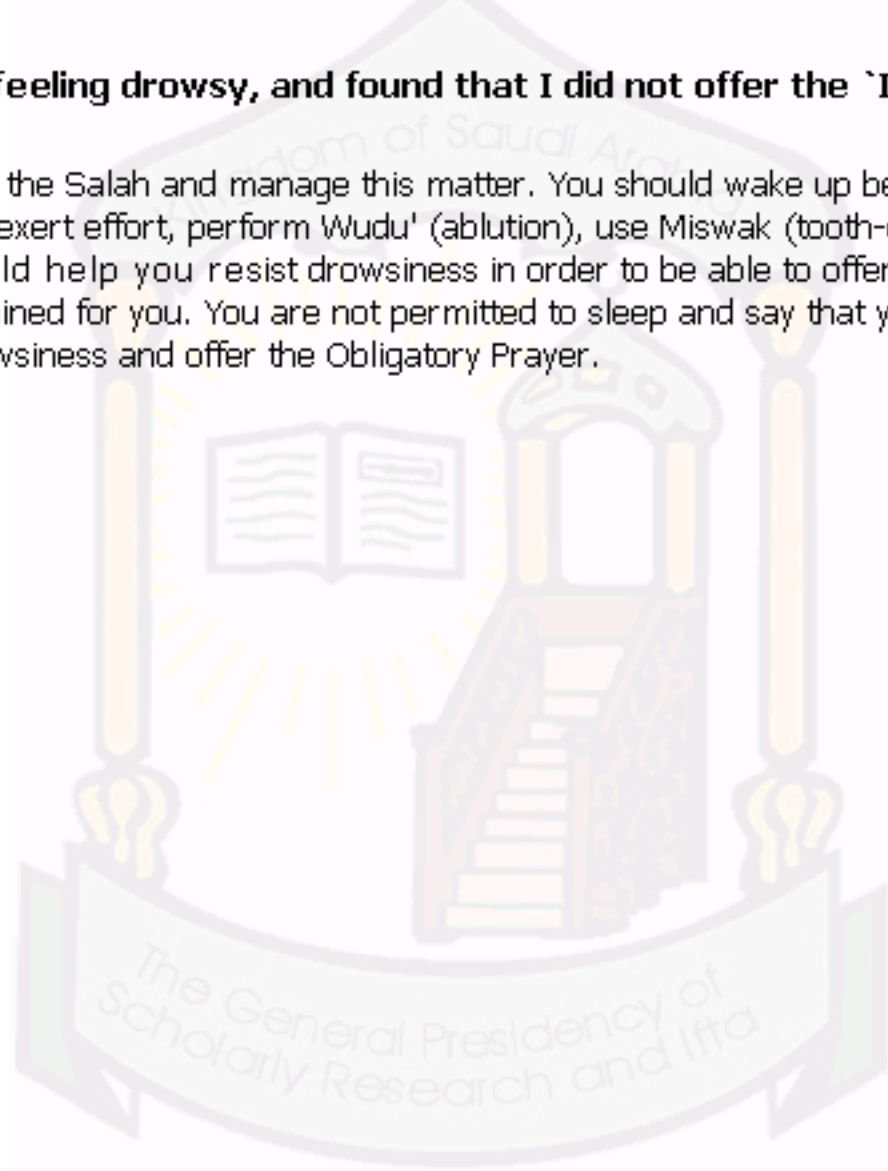 feeling drowsy, and found that I did not offer the `I
the Salah and manage this matter. You should wake up be
exert effort, perform Wudu' (ablution), use Miswak (tooth-
ld help you resist drowsiness in order to be able to offer
ined for you. You are not permitted to sleep and say that y
wsiness and offer the Obligatory Prayer.
Kingdom of Saudi Arabia
The General Presidency of
Scholarly Research and Ifta